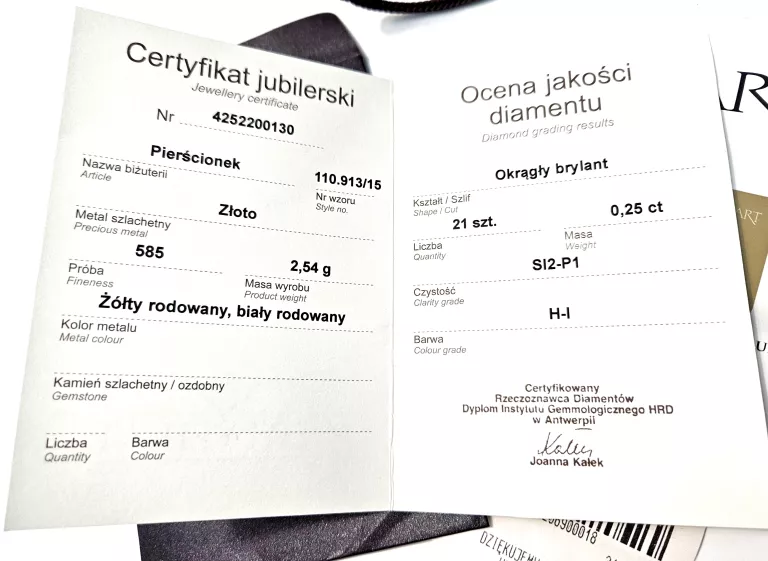 Certyfikat jubilerski
Jewellery certificate
Nr 4252200130
Pierścionek 110.913/15
Nazwa biżuterii Nr wzoru
Article Style no.
Złoto
Metal szlachetny
Precious metal
585 2,54 g
Próba Masa wyrobu
Fineness Product weight
Żółty rodowany, biały rodowany
Kolor metalu
Metal colour
Kamień szlachetny / ozdobny
Gemstone
Liczba Barwa
Quantity Colour
Ocena jakości
diamentu
Diamond grading results
Okrągły brylant
Kształt / Szlif
Shape / Cut
21 szt. 0,25 ct
Liczba Masa
Quantity Weight
SI2-P1
Czystość
Clarity grade
H-I
Barwa
Colour grade
Certyfikowany
Rzeczoznawca Diamentów
Dyplom Instytutu Gemmologicznego HRD
w Antwerpii
Joanna Kałek
ART
ART